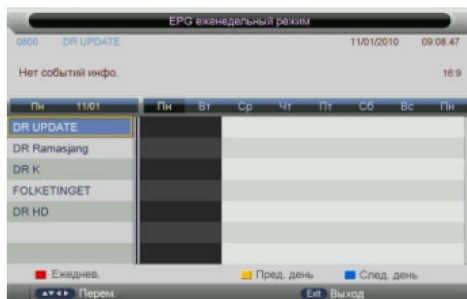 EPG еженедельный режим
0800 DR UPDATE 11/01/2010 09:08:47
Нет событий инфо. 16:9
Пн 11/01 Пн Вт Ср Чт Пт Сб Вс Пн
DR UPDATE
DR Ramasjang
DR K
FOLKETINGET
DR HD
Ежеднев. Пред. день След. день
Перем. Exit Выход